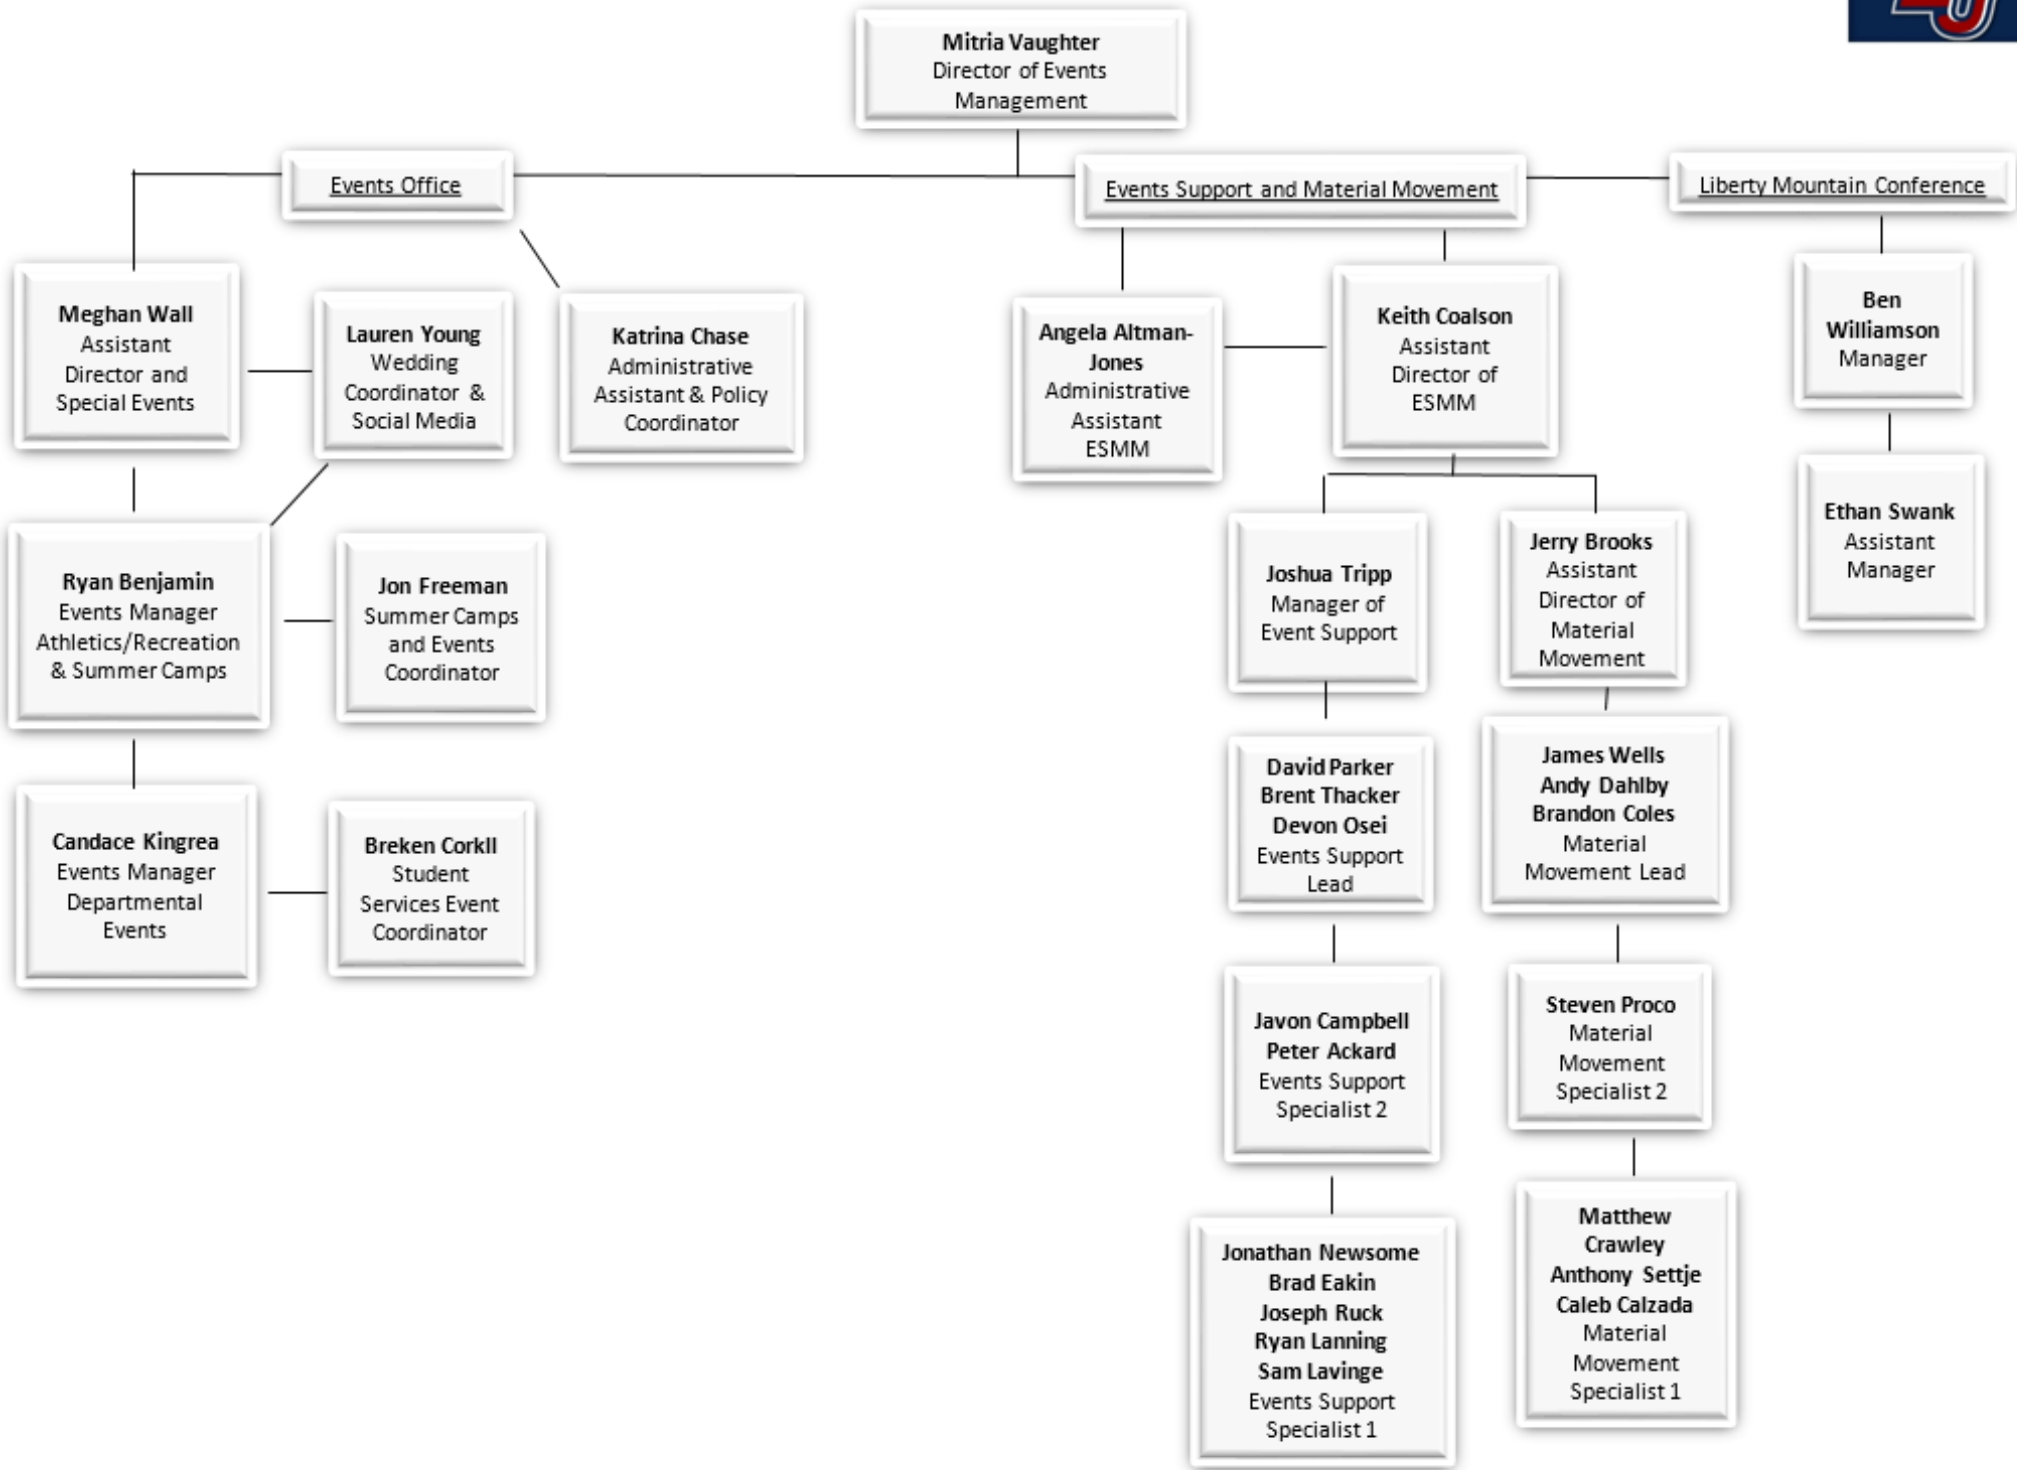 Mitria Vaughter
Director of Events
Management
Events Office
Events Support and Material Movement
Liberty Mountain Conference
Meghan Wall
Assistant
Director and
Special Events
Lauren Young
Wedding
Coordinator &
Social Media
Katrina Chase
Administrative
Assistant & Policy
Coordinator
Angela Altman-
Jones
Administrative
Assistant
ESMM
Keith Coalson
Assistant
Director of
ESMM
Ben
Williamson
Manager
Ethan Swank
Assistant
Manager
Ryan Benjamin
Events Manager
Athletics/Recreation
& Summer Camps
Jon Freeman
Summer Camps
and Events
Coordinator
Joshua Tripp
Manager of
Event Support
Jerry Brooks
Assistant
Director of
Material
Movement
Candace Kingrea
Events Manager
Departmental
Events
Breken Corkll
Student
Services Event
Coordinator
David Parker
Brent Thacker
Devon Osei
Events Support
Lead
James Wells
Andy Dahlby
Brandon Coles
Material
Movement Lead
Javon Campbell
Peter Ackard
Events Support
Specialist 2
Steven Proco
Material
Movement
Specialist 2
Jonathan Newsome
Brad Eakin
Joseph Ruck
Ryan Lanning
Sam Lavinge
Events Support
Specialist 1
Matthew
Crawley
Anthony Settje
Caleb Calzada
Material
Movement
Specialist 1